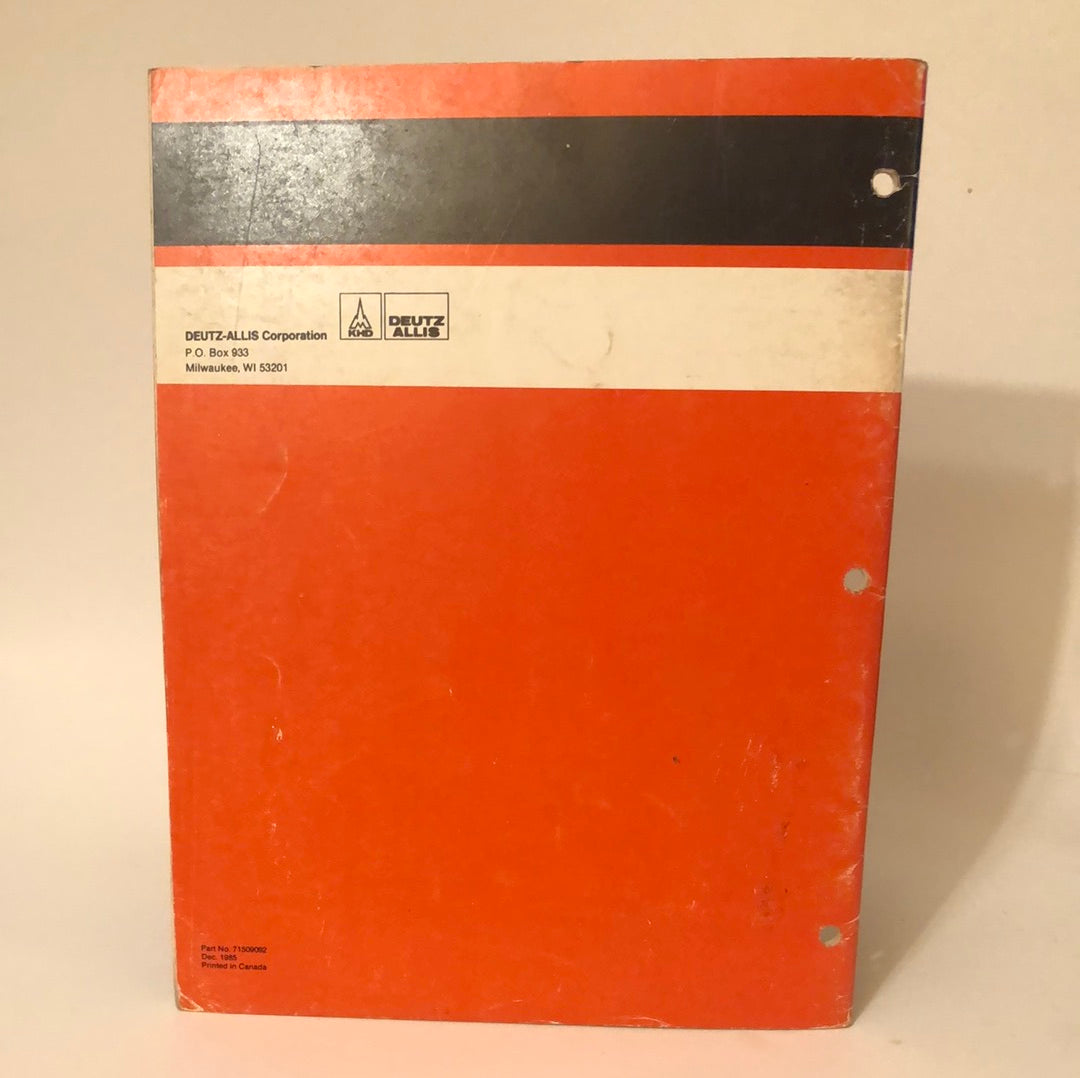 DEUTZ-ALLIS Corporation
P.O. Box 933
Milwaukee, WI 53201
KHD
DEUTZ
ALLIS
Part No. 71509092
Dec. 1985
Printed in Canada